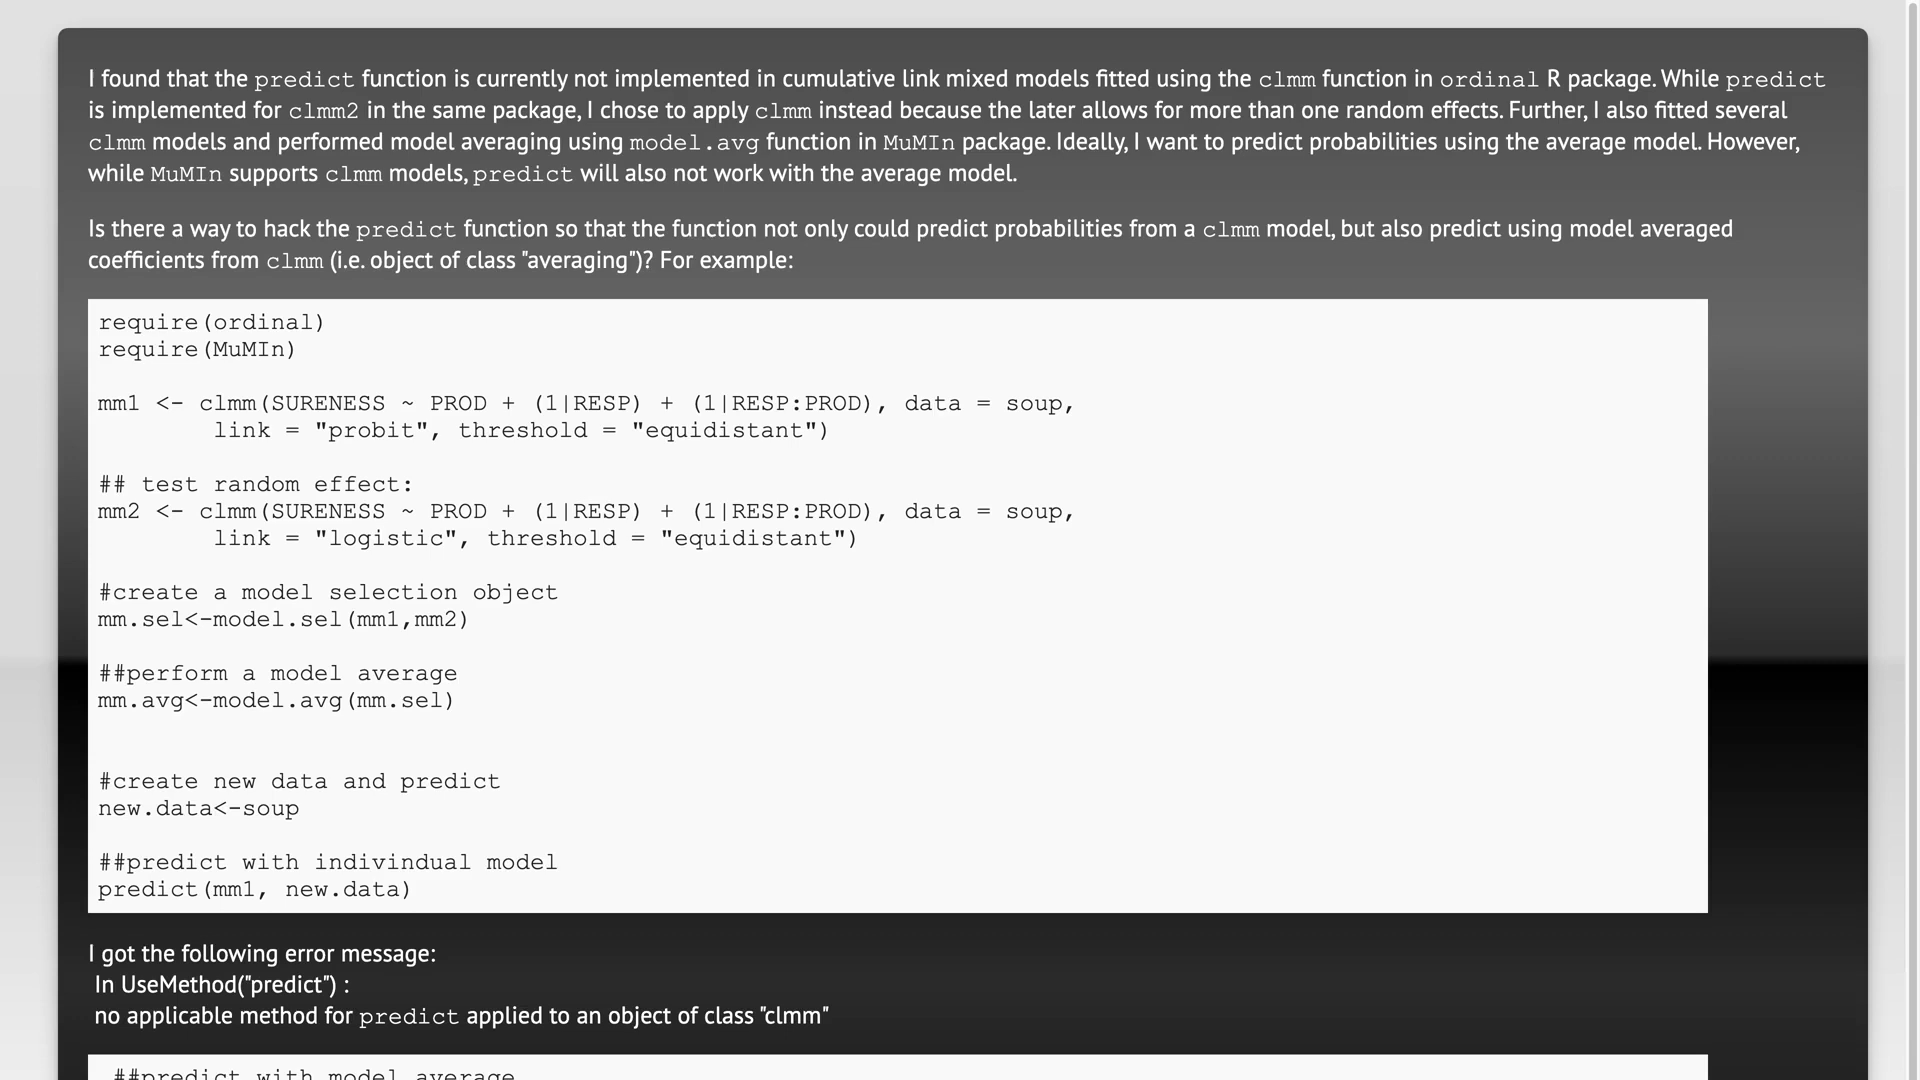 I found that the predict function is currently not implemented in cumulative link mixed models fitted using the clmm function in ordinal R package. While predict
is implemented for clmm2 in the same package, I chose to apply clmm instead because the later allows for more than one random effects. Further, I also fitted several
clmm models and performed model averaging using model.avg function in MuMIn package. Ideally, I want to predict probabilities using the average model. However,
while MuMIn supports clmm models, predict will also not work with the average model.
Is there a way to hack the predict function so that the function not only could predict probabilities from a clmm model, but also predict using model averaged
coefficients from clmm (i.e. object of class "averaging")? For example:
require(ordinal)
require(MuMIn)
mm1 <- clmm(SURENESS ~ PROD + (1|RESP) + (1|RESP:PROD), data = soup,
        link = "probit", threshold = "equidistant")
## test random effect:
mm2 <- clmm(SURENESS ~ PROD + (1|RESP) + (1|RESP:PROD), data = soup,
        link = "logistic", threshold = "equidistant")
#create a model selection object
mm.sel<-model.sel(mm1,mm2)
##perform a model average
mm.avg<-model.avg(mm.sel)
#create new data and predict
new.data<-soup
##predict with indivindual model
predict(mm1, new.data)
I got the following error message:
In UseMethod("predict") :
no applicable method for predict applied to an object of class "clmm"
##predict with model average